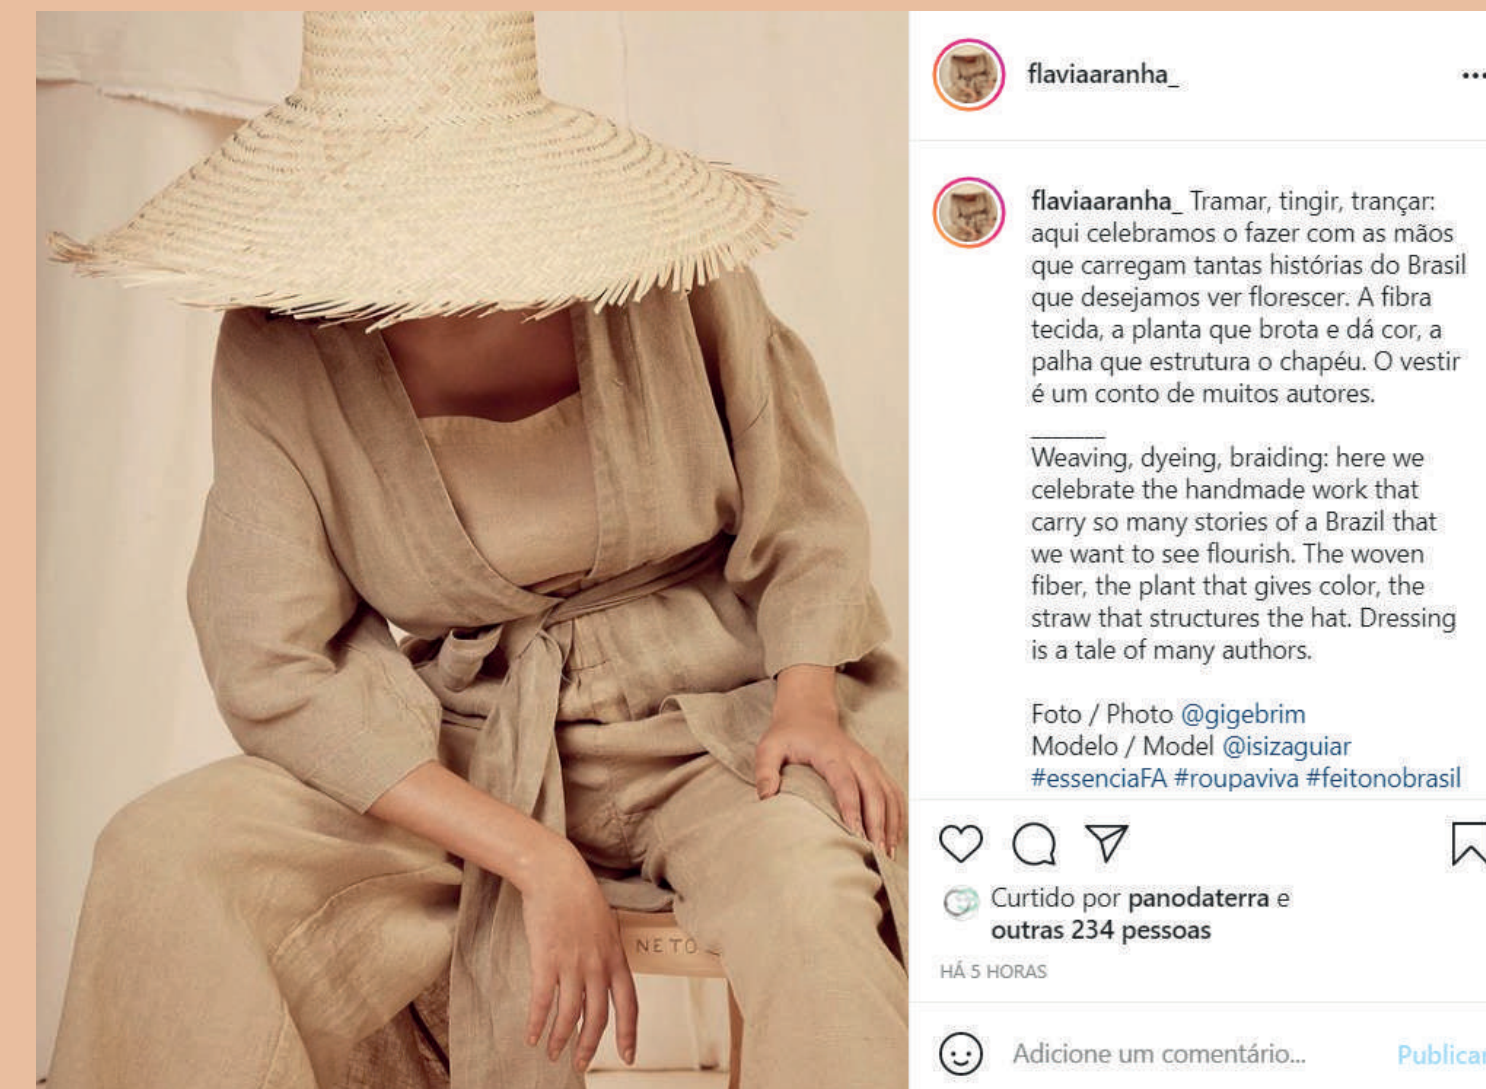 flaviaaranha_
flaviaaranha_ Tramar, tingir, trançar:
aqui celebramos o fazer com as mãos
que carregam tantas histórias do Brasil
que desejamos ver florescer. A fibra
tecida, a planta que brota e dá cor, a
palha que estrutura o chapéu. O vestir
é um conto de muitos autores.
_______
Weaving, dyeing, braiding: here we
celebrate the handmade work that
carry so many stories of a Brazil that
we want to see flourish. The woven
fiber, the plant that gives color, the
straw that structures the hat. Dressing
is a tale of many authors.
Foto / Photo @gigebrim
Modelo / Model @isizaguiar
#essenciaFA #roupaviva #feitonobrasil
Curtido por panodaterra e
outras 234 pessoas
HÁ 5 HORAS
Adicione um comentário...
Publicar
NETO